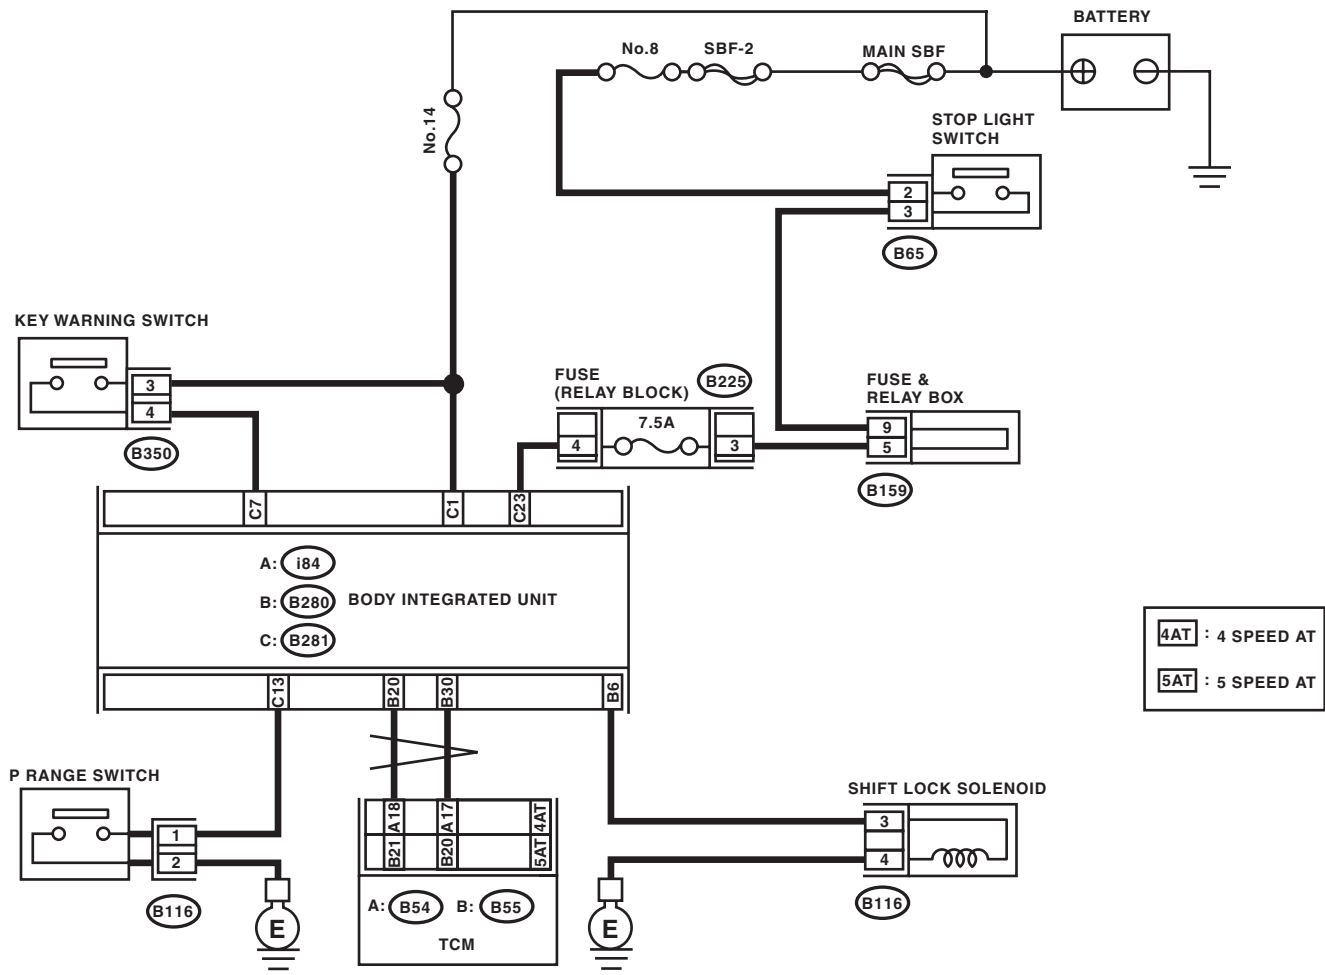 BATTERY
No.8
SBF-2
MAIN SBF
No.14
STOP LIGHT
SWITCH
2
3
B65
KEY WARNING SWITCH
3
4
B350
FUSE
(RELAY BLOCK)
B225
7.5A
4
3
FUSE &
RELAY BOX
9
5
B159
C7
C1
C23
A: i84
B: B280
BODY INTEGRATED UNIT
C: B281
C13
B20
B30
B6
4AT : 4 SPEED AT
5AT : 5 SPEED AT
P RANGE SWITCH
1
2
B116
E
A18
A17
4AT
B21
B20
5AT
A: B54 B: B55
TCM
E
SHIFT LOCK SOLENOID
3
4
B116